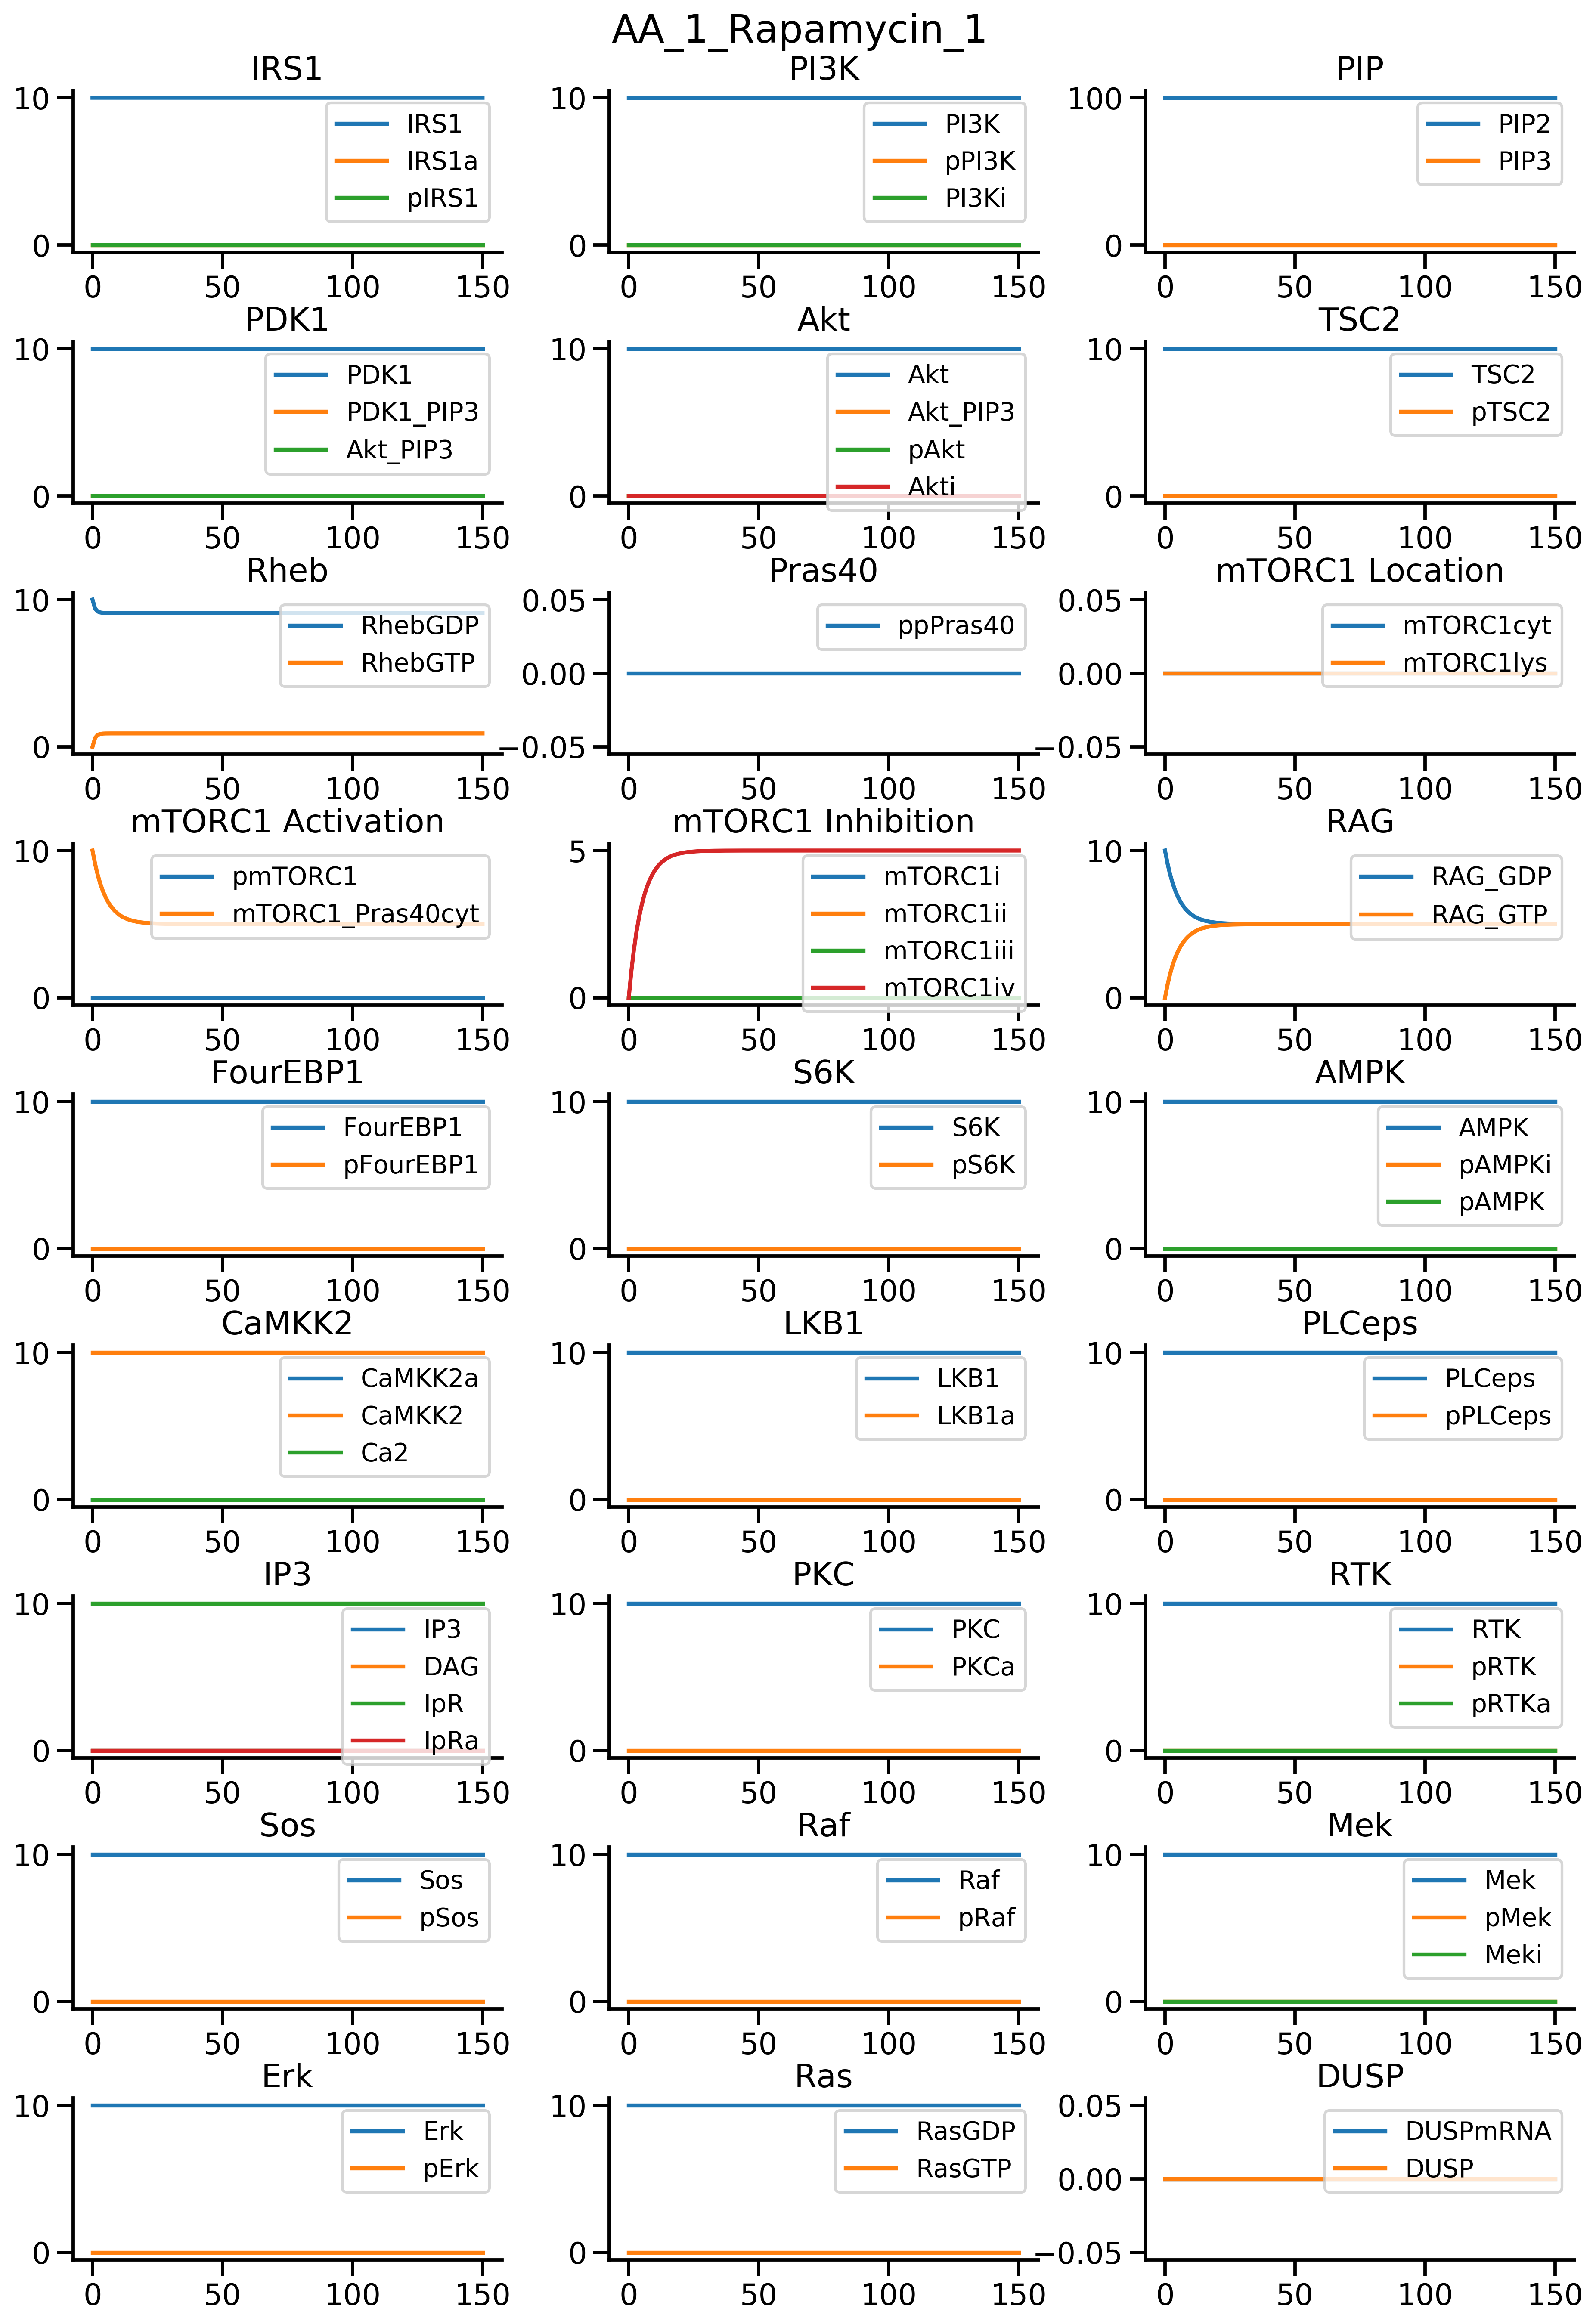 AA_1_Rapamycin_1
IRS1
10
0
0 50 100 150
IRS1
IRS1a
pIRS1
PI3K
10
0
0 50 100 150
PI3K
pPI3K
PI3Ki
PIP
100
0
0 50 100 150
PIP2
PIP3
PDK1
10
0
0 50 100 150
PDK1
PDK1_PIP3
Akt_PIP3
Akt
10
0
0 50 100 150
Akt
Akt_PIP3
pAkt
Akti
TSC2
10
0
0 50 100 150
TSC2
pTSC2
Rheb
10
0
0 50 100 150
RhebGDP
RhebGTP
Pras40
0.05
0.00
−0.05
0 50 100 150
ppPras40
mTORC1 Location
0.05
0.00
−0.05
0 50 100 150
mTORC1cyt
mTORC1lys
mTORC1 Activation
10
0
0 50 100 150
pmTORC1
mTORC1_Pras40cyt
mTORC1 Inhibition
5
0
0 50 100 150
mTORC1i
mTORC1ii
mTORC1iii
mTORC1iv
RAG
10
0
0 50 100 150
RAG_GDP
RAG_GTP
FourEBP1
10
0
0 50 100 150
FourEBP1
pFourEBP1
S6K
10
0
0 50 100 150
S6K
pS6K
AMPK
10
0
0 50 100 150
AMPK
pAMPKi
pAMPK
CaMKK2
10
0
0 50 100 150
CaMKK2a
CaMKK2
Ca2
LKB1
10
0
0 50 100 150
LKB1
LKB1a
PLCeps
10
0
0 50 100 150
PLCeps
pPLCeps
IP3
10
0
0 50 100 150
IP3
DAG
IpR
IpRa
PKC
10
0
0 50 100 150
PKC
PKCa
RTK
10
0
0 50 100 150
RTK
pRTK
pRTKa
Sos
10
0
0 50 100 150
Sos
pSos
Raf
10
0
0 50 100 150
Raf
pRaf
Mek
10
0
0 50 100 150
Mek
pMek
Meki
Erk
10
0
0 50 100 150
Erk
pErk
Ras
10
0
0 50 100 150
RasGDP
RasGTP
DUSP
0.05
0.00
−0.05
0 50 100 150
DUSPmRNA
DUSP